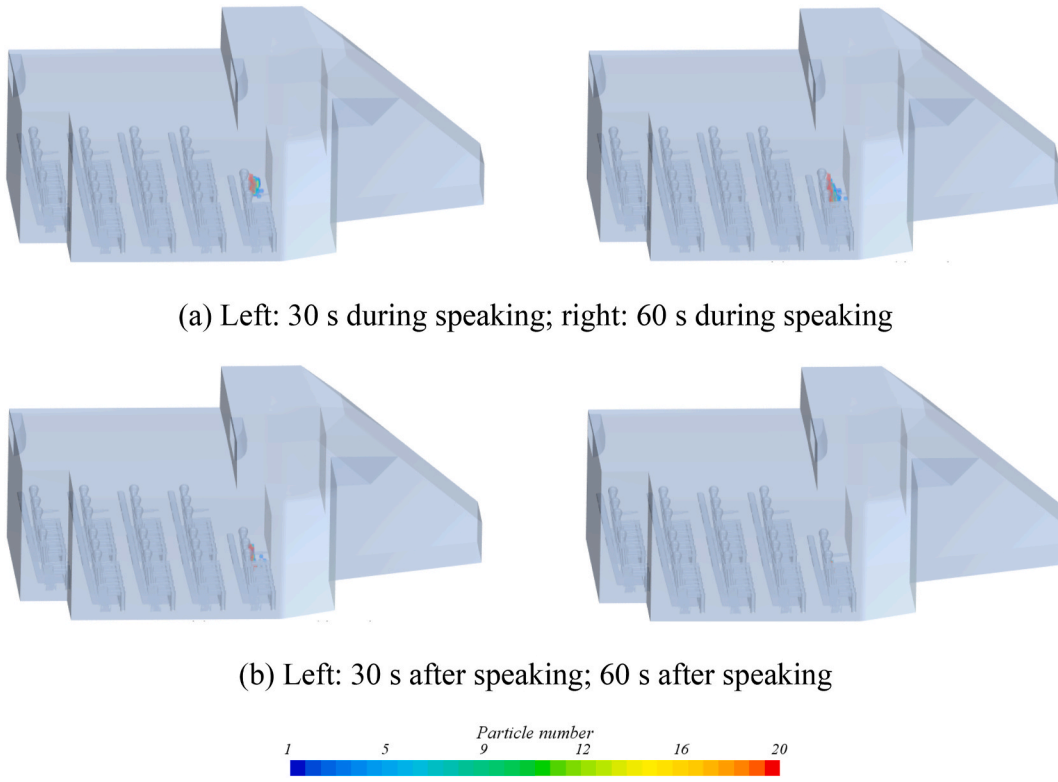 (a) Left: 30 s during speaking; right: 60 s during speaking
(b) Left: 30 s after speaking; 60 s after speaking
Particle number
1 5 9 12 16 20